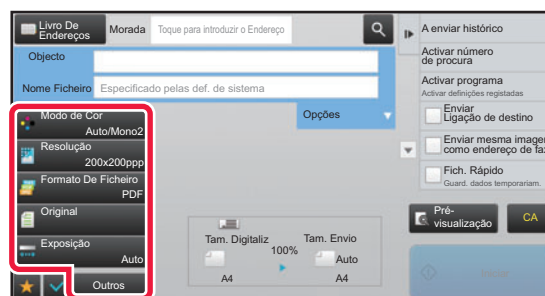 Livro De
Endereços
Morada
Toque para introduzir o Endereço
Objecto
Nome Ficheiro
Especificado pelas def. de sistema
Opções
Modo de Cor
Auto/Mono2
Resolução
200x200ppp
Formato De Ficheiro
PDF
Original
Exposição
Auto
Outros
Tam. Digitaliz
100%
Tam. Envio
Auto
A4
A4
A enviar histórico
Activar número
de procura
Activar programa
Activar definições registadas
Enviar
Ligação de destino
Enviar mesma imagem
como endereço de fax
Fich. Rápido
Guard. dados temporariam.
Pré-
visualização
CA
Iniciar